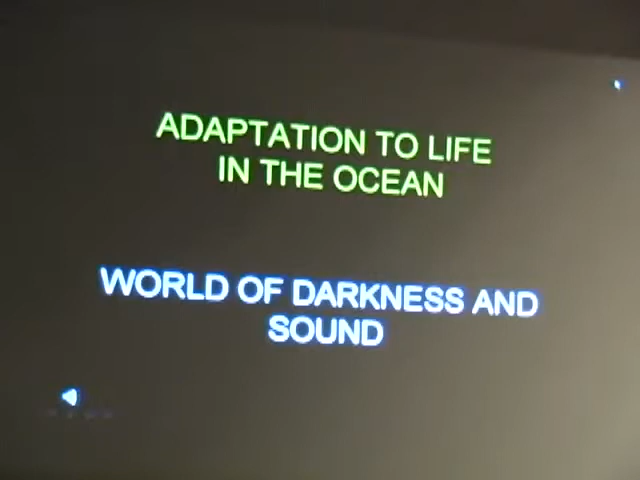 ADAPTATION TO LIFE
IN THE OCEAN
WORLD OF DARKNESS AND
SOUND